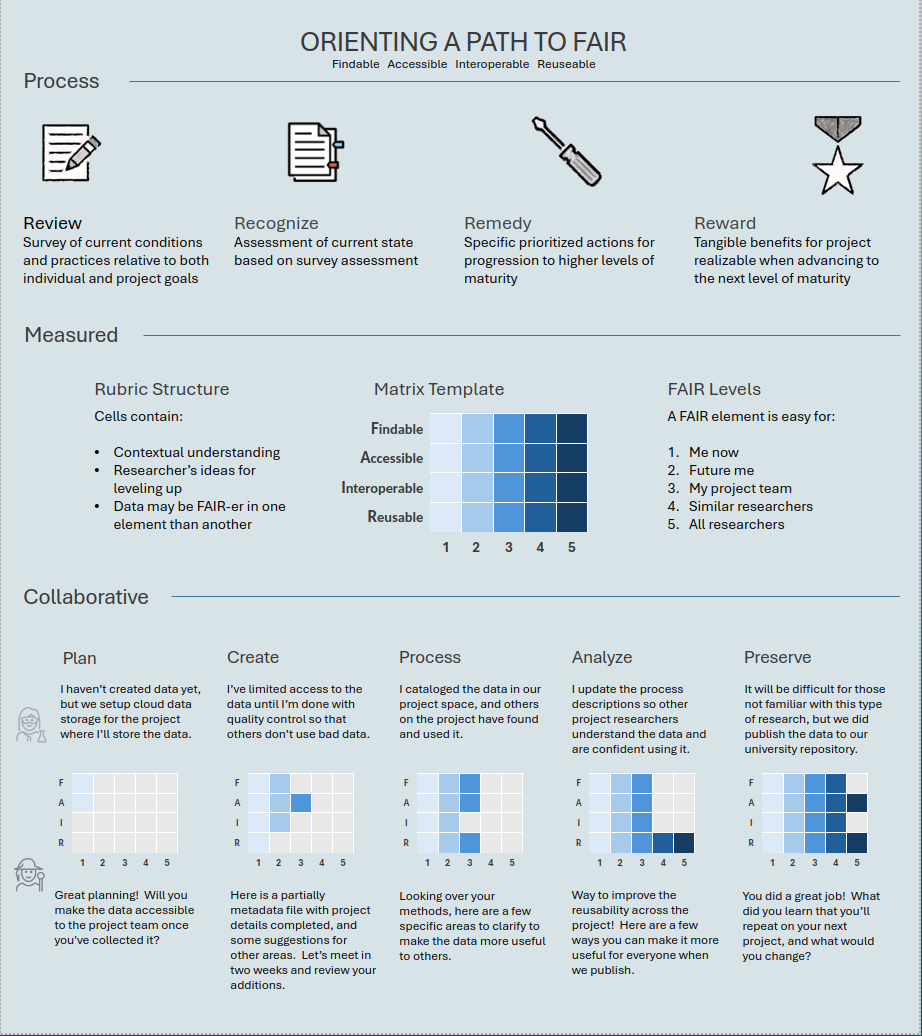 ORIENTING A PATH TO FAIR
Findable Accessible Interoperable Reuseable
Process
Review
Survey of current conditions
and practices relative to both
individual and project goals
Recognize
Assessment of current state
based on survey assessment
Remedy
Specific prioritized actions for
progression to higher levels of
maturity
Reward
Tangible benefits for project
realizable when advancing to
the next level of maturity
Measured
Rubric Structure
Cells contain:
• Contextual understanding
• Researcher's ideas for
leveling up
• Data may be FAIR-er in one
element than another
Matrix Template
Findable
Accessible
Interoperable
Reusable
1 2 3 4 5
FAIR Levels
A FAIR element is easy for:
1. Me now
2. Future me
3. My project team
4. Similar researchers
5. All researchers
Collaborative
Plan
I haven't created data yet,
but we setup cloud data
storage for the project
where I'll store the data.
F
A
I
R
1 2 3 4 5
Great planning! Will you
make the data accessible
to the project team once
you've collected it?
Create
I've limited access to the
data until I'm done with
quality control so that
others don't use bad data.
F
A
I
R
1 2 3 4 5
Here is a partially
metadata file with project
details completed, and
some suggestions for
other areas. Let's meet in
two weeks and review your
additions.
Process
I cataloged the data in our
project space, and others
on the project have found
and used it.
F
A
I
R
1 2 3 4 5
Looking over your
methods, here are a few
specific areas to clarify to
make the data more useful
to others.
Analyze
I update the process
descriptions so other
project researchers
understand the data and
are confident using it.
F
A
I
R
1 2 3 4 5
Way to improve the
reusability across the
project! Here are a few
ways you can make it more
useful for everyone when
we publish.
Preserve
It will be difficult for those
not familiar with this type
of research, but we did
publish the data to our
university repository.
F
A
I
R
1 2 3 4 5
You did a great job! What
did you learn that you'll
repeat on your next
project, and what would
you change?